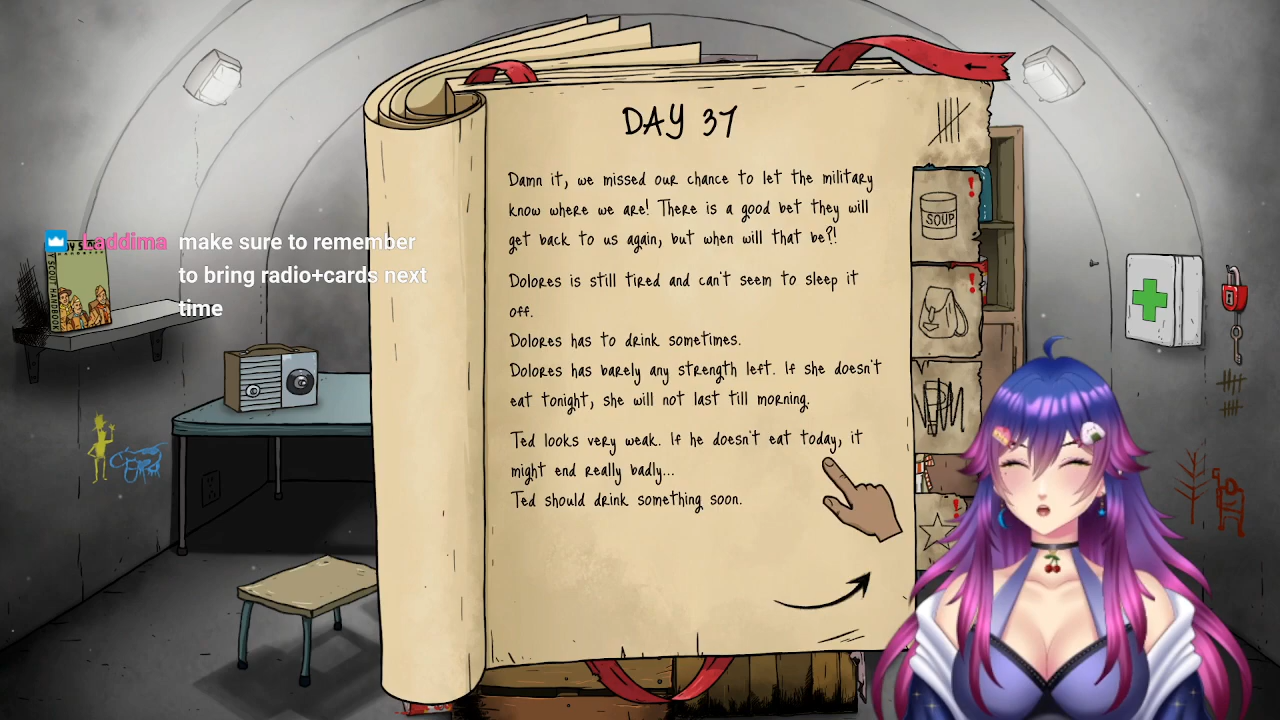 DAY 37
Damn it, we missed our chance to let the military
know where we are! There is a good bet they will
get back to us again, but when will that be?!
Dolores is still tired and can't seem to sleep it
off.
Dolores has to drink sometimes.
Dolores has barely any strength left. If she doesn't
eat tonight, she will not last till morning.
Ted looks very weak. If he doesn't eat today, it
might end really badly...
Ted should drink something soon.
Laddima make sure to remember
to bring radio+cards next
time
SOUP
HANDBOOK